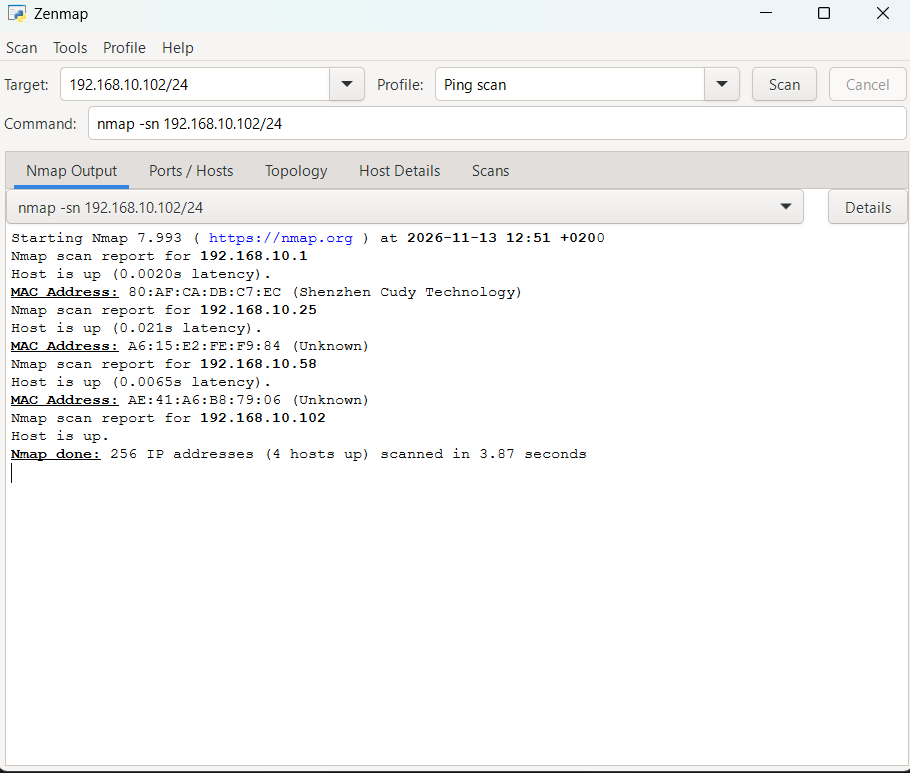 Zenmap
Scan Tools Profile Help
Target: 192.168.10.102/24 Profile: Ping scan Scan Cancel
Command: nmap -sn 192.168.10.102/24
Nmap Output Ports / Hosts Topology Host Details Scans
nmap -sn 192.168.10.102/24 Details
Starting Nmap 7.993 ( https://nmap.org ) at 2026-11-13 12:51 +0200
Nmap scan report for 192.168.10.1
Host is up (0.0020s latency).
MAC Address: 80:AF:CA:DB:C7:EC (Shenzhen Cudy Technology)
Nmap scan report for 192.168.10.25
Host is up (0.021s latency).
MAC Address: A6:15:E2:FE:F9:84 (Unknown)
Nmap scan report for 192.168.10.58
Host is up (0.0065s latency).
MAC Address: AE:41:A6:B8:79:06 (Unknown)
Nmap scan report for 192.168.10.102
Host is up.
Nmap done: 256 IP addresses (4 hosts up) scanned in 3.87 seconds